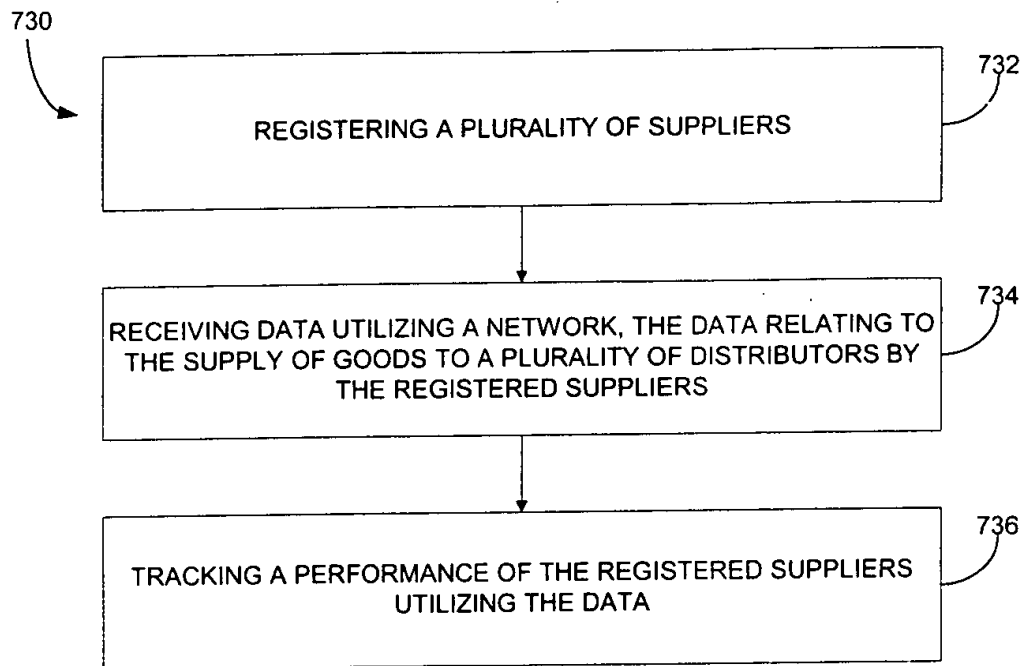 730
732
REGISTERING A PLURALITY OF SUPPLIERS
734
RECEIVING DATA UTILIZING A NETWORK, THE DATA RELATING TO
THE SUPPLY OF GOODS TO A PLURALITY OF DISTRIBUTORS BY
THE REGISTERED SUPPLIERS
736
TRACKING A PERFORMANCE OF THE REGISTERED SUPPLIERS
UTILIZING THE DATA